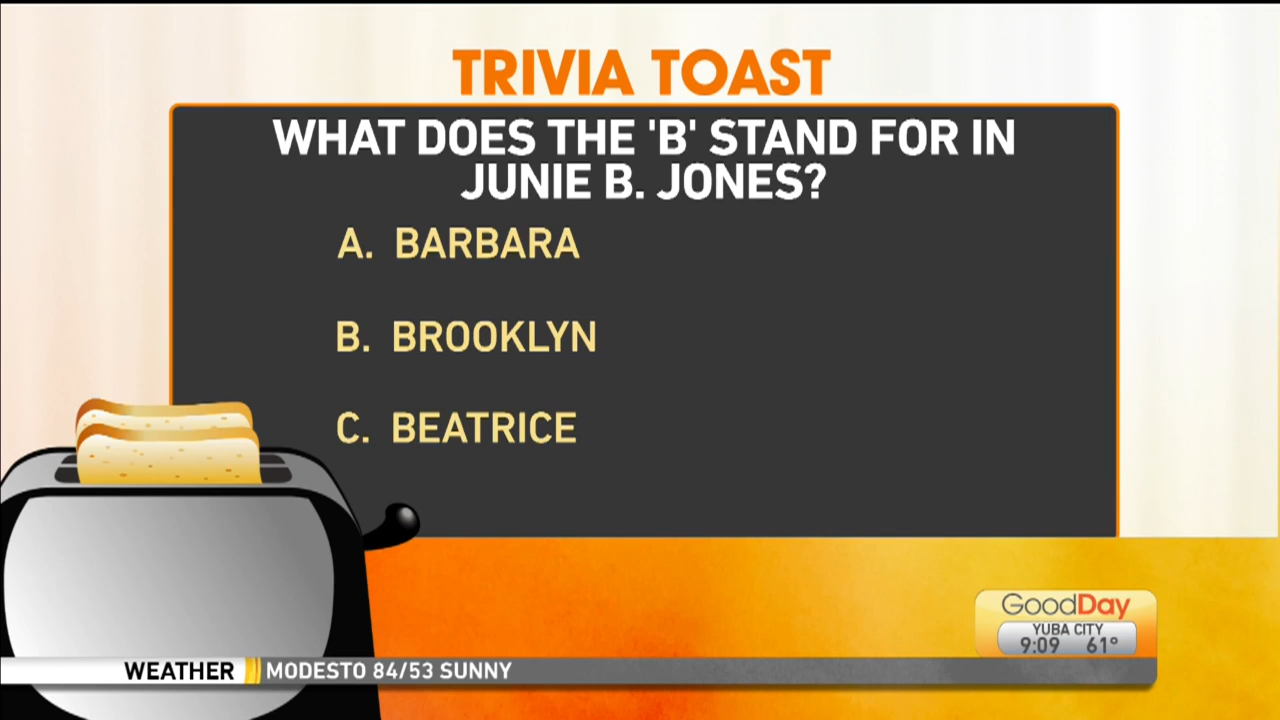 TRIVIA TOAST
WHAT DOES THE 'B' STAND FOR IN
JUNIE B. JONES?
A. BARBARA
B. BROOKLYN
C. BEATRICE
GoodDay
YUBA CITY
9:09 61°
WEATHER MODESTO 84/53 SUNNY